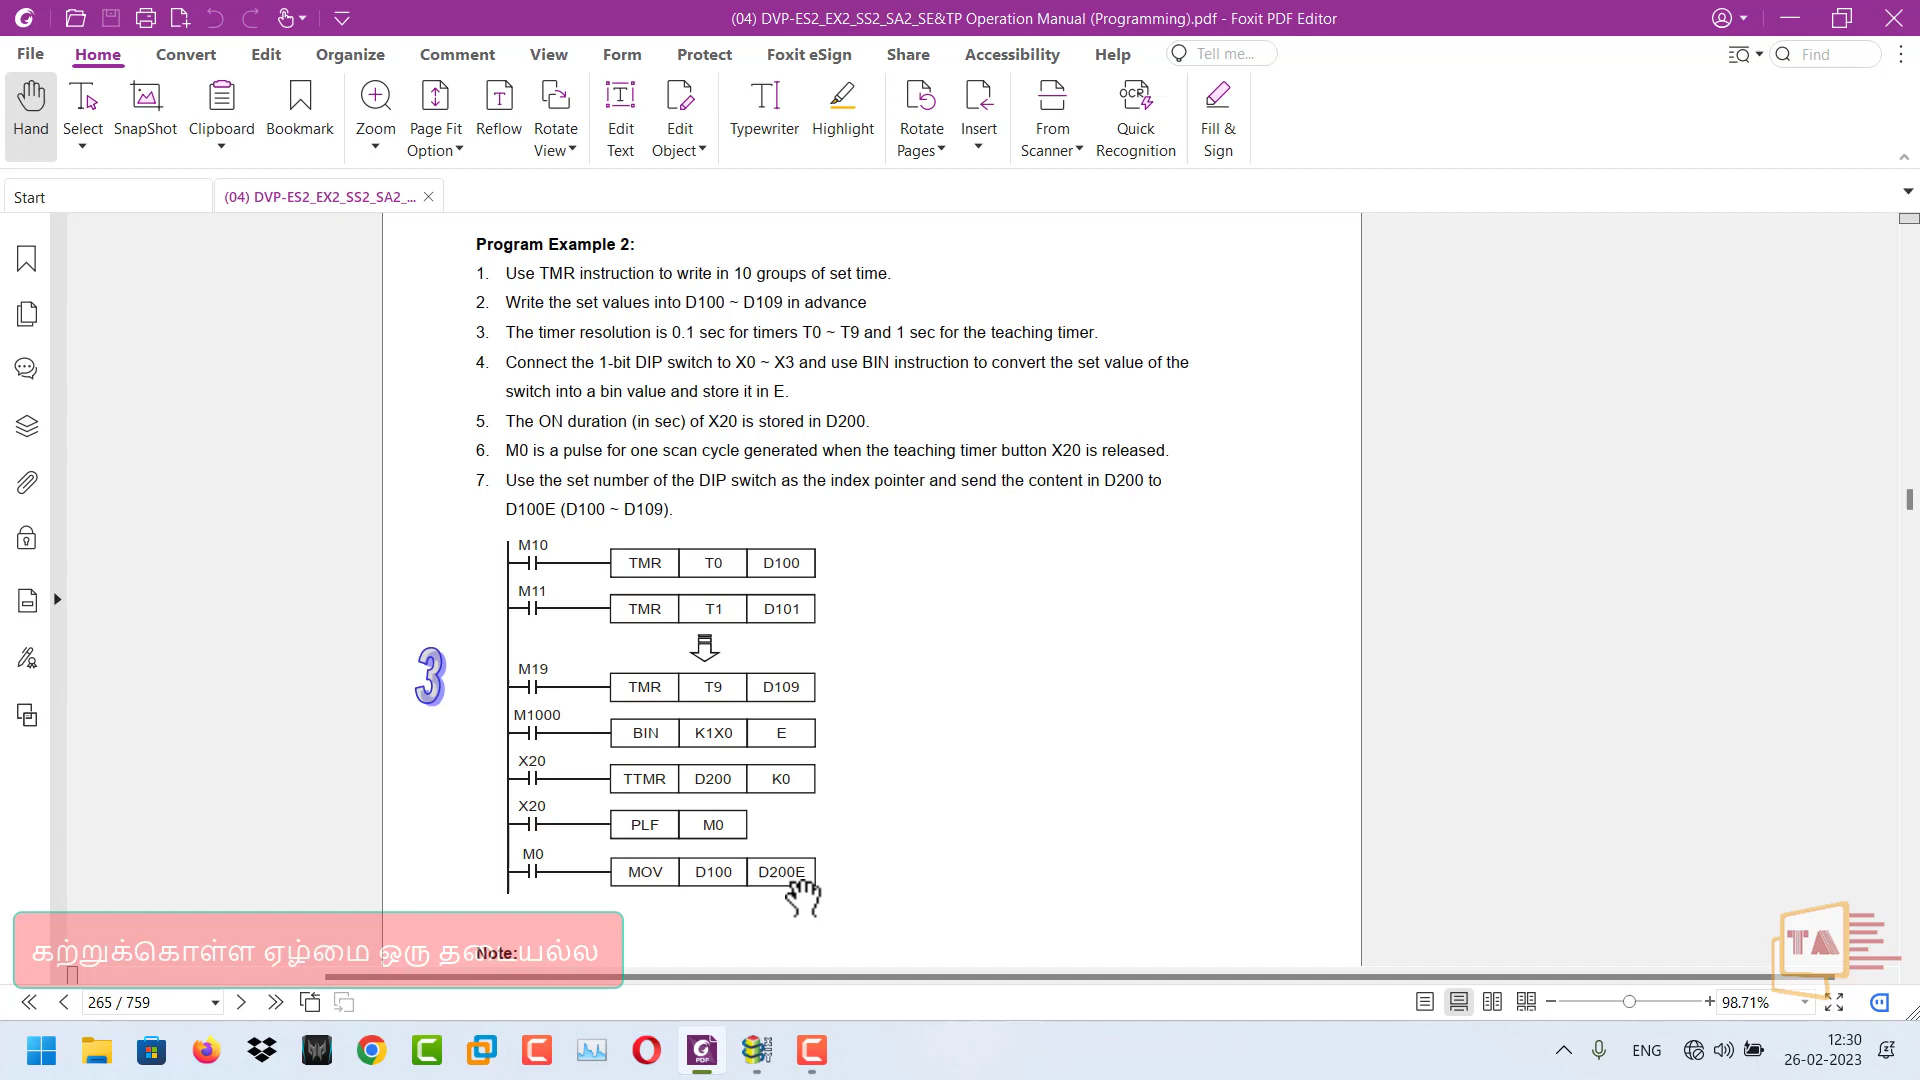 (04) DVP-ES2_EX2_SS2_SA2_SE&TP Operation Manual (Programming).pdf - Foxit PDF Editor
File Home Convert Edit Organize Comment View Form Protect Foxit eSign Share Accessibility Help Tell me... Find
Hand Select SnapShot Clipboard Bookmark Zoom Page Fit Option Reflow Rotate View Edit Text Edit Object Typewriter Highlight Rotate Pages Insert From Scanner OCR Quick Recognition Fill & Sign
Start (04) DVP-ES2_EX2_SS2_SA2_...
Program Example 2:
1. Use TMR instruction to write in 10 groups of set time.
2. Write the set values into D100 ~ D109 in advance
3. The timer resolution is 0.1 sec for timers T0 ~ T9 and 1 sec for the teaching timer.
4. Connect the 1-bit DIP switch to X0 ~ X3 and use BIN instruction to convert the set value of the
switch into a bin value and store it in E.
5. The ON duration (in sec) of X20 is stored in D200.
6. M0 is a pulse for one scan cycle generated when the teaching timer button X20 is released.
7. Use the set number of the DIP switch as the index pointer and send the content in D200 to
D100E (D100 ~ D109).
M10
TMR T0 D100
M11
TMR T1 D101
3
M19
TMR T9 D109
M1000
BIN K1X0 E
X20
TTMR D200 K0
X20
PLF M0
M0
MOV D100 D200E
Note:
கற்றுக்கொள்ள ஏழ்மை ஒரு தடையல்ல
TA
265 / 759
98.71%
ENG
12:30
26-02-2023